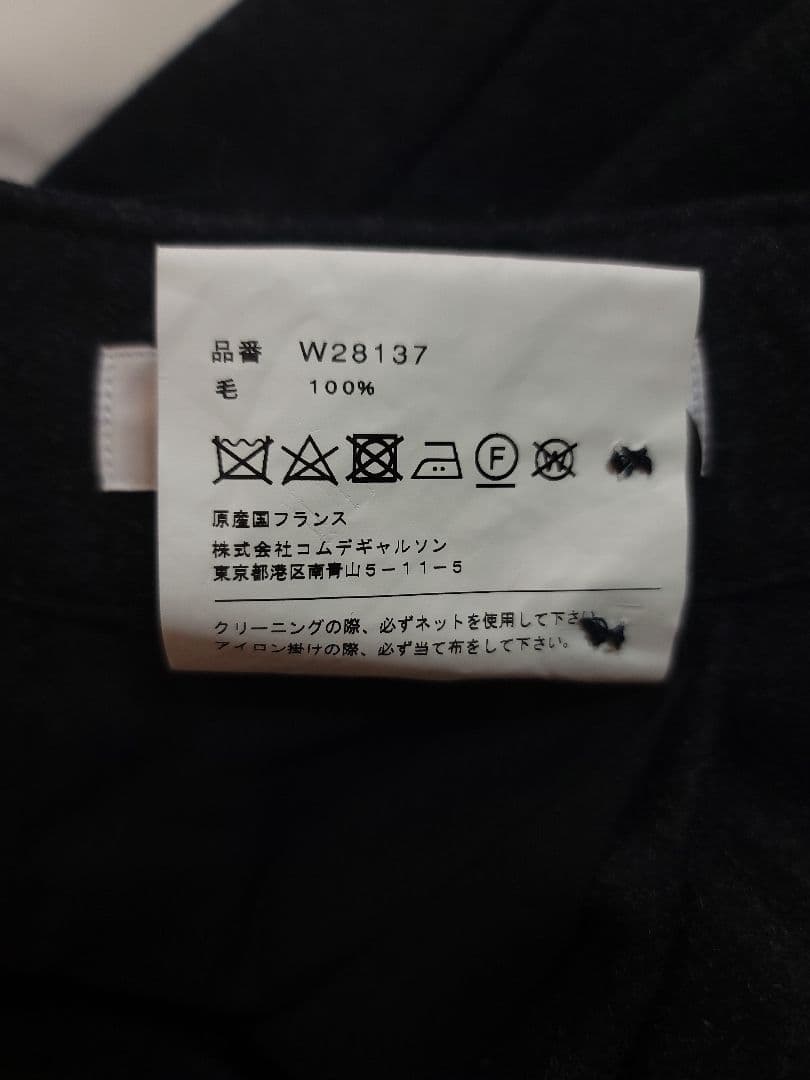 品番 W28137
毛 100%
F W
原産国フランス
株式会社コムデギャルソン
東京都港区南青山5-11-5
クリーニングの際、必ずネットを使用して下さい
アイロン掛けの際、必ず当て布をして下さい。